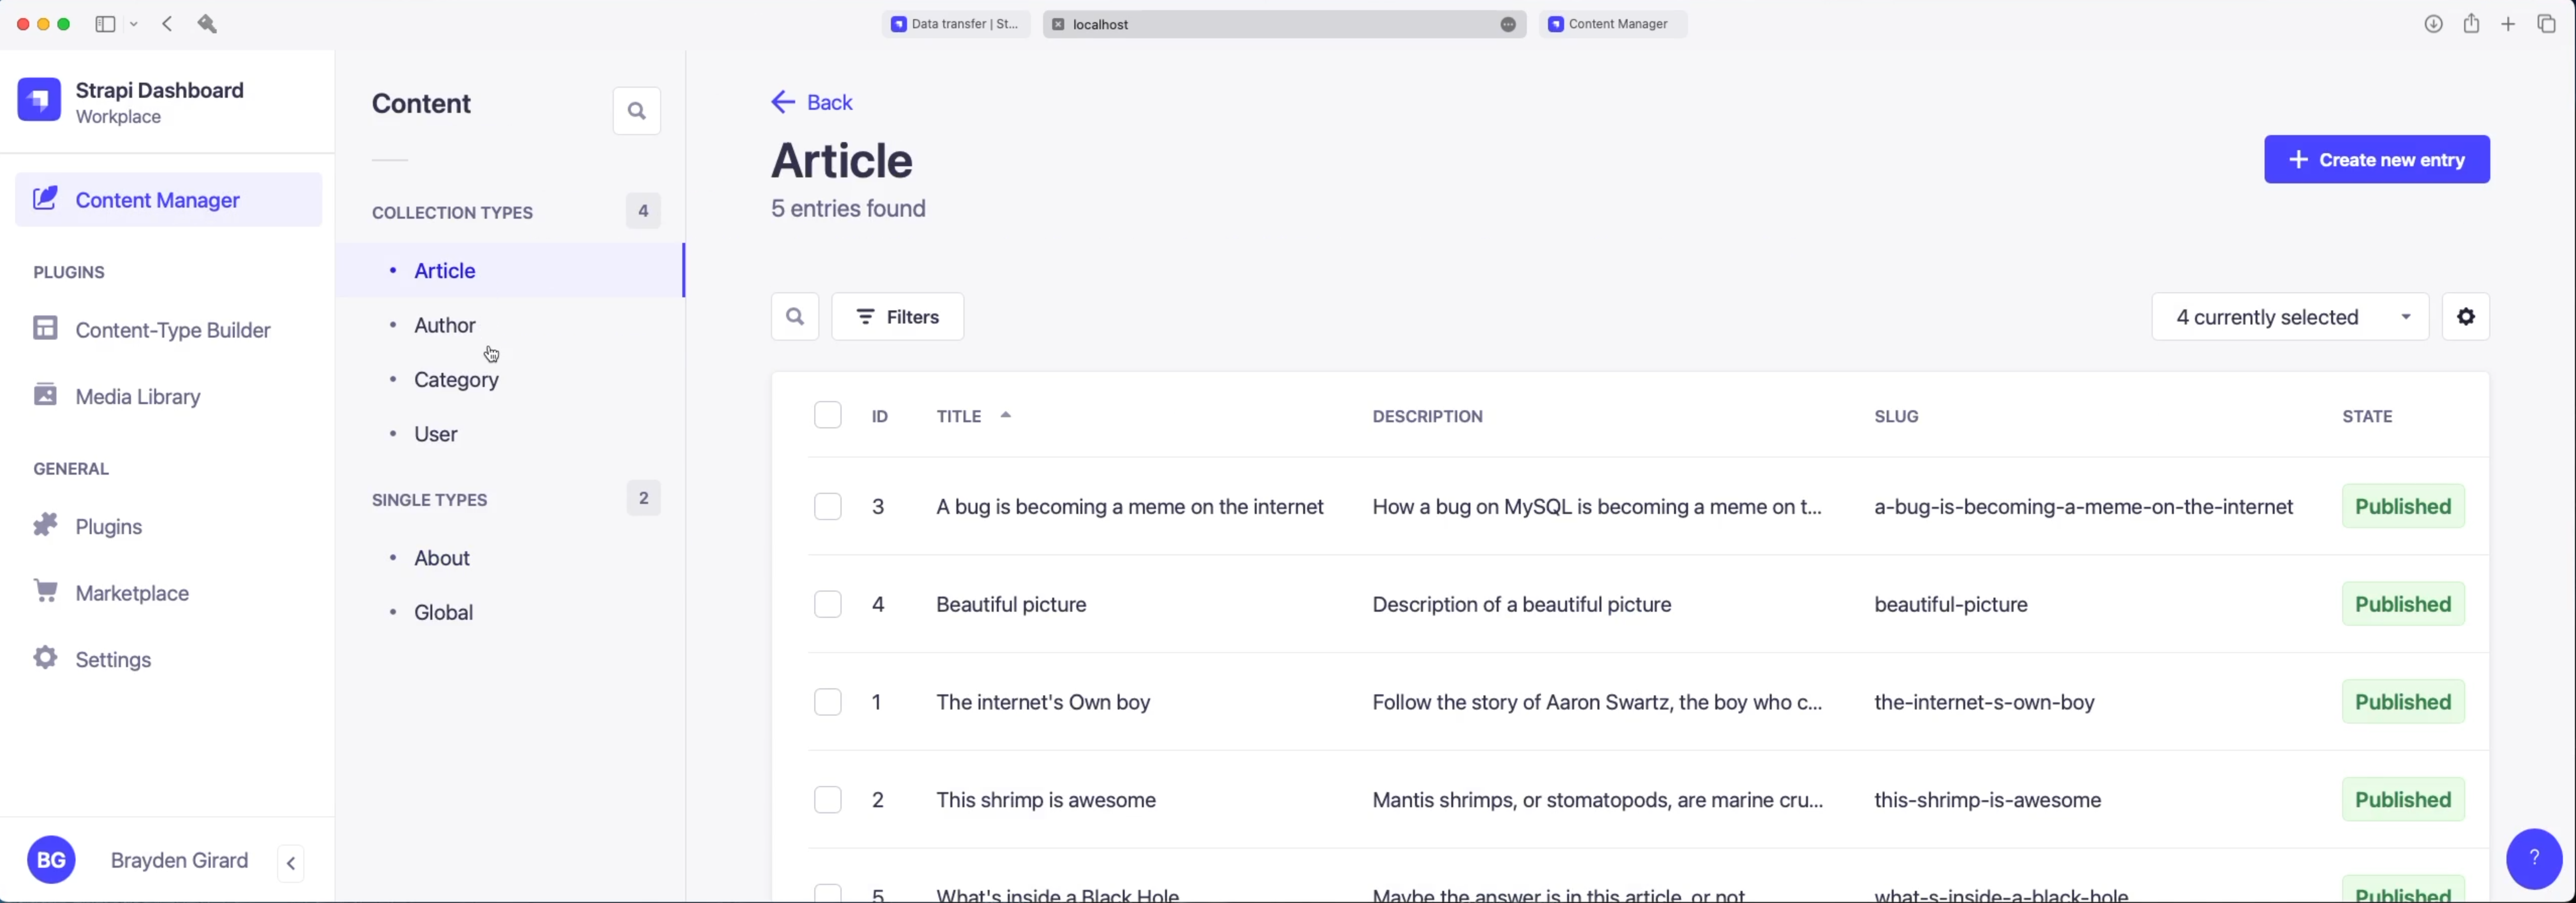 Data transfer | St...
localhost
Content Manager
Strapi Dashboard
Workplace
Content Manager
PLUGINS
Content-Type Builder
Media Library
GENERAL
Plugins
Marketplace
Settings
BG
Brayden Girard
Content
COLLECTION TYPES 4
Article
Author
Category
User
SINGLE TYPES 2
About
Global
Back
Article
5 entries found
Create new entry
Filters
4 currently selected
ID TITLE DESCRIPTION SLUG STATE
3 A bug is becoming a meme on the internet How a bug on MySQL is becoming a meme on t... a-bug-is-becoming-a-meme-on-the-internet Published
4 Beautiful picture Description of a beautiful picture beautiful-picture Published
1 The internet's Own boy Follow the story of Aaron Swartz, the boy who c... the-internet-s-own-boy Published
2 This shrimp is awesome Mantis shrimps, or stomatopods, are marine cru... this-shrimp-is-awesome Published
5 What's inside a Black Hole Maybe the answer is in this article, or not what-s-inside-a-black-hole Published
?